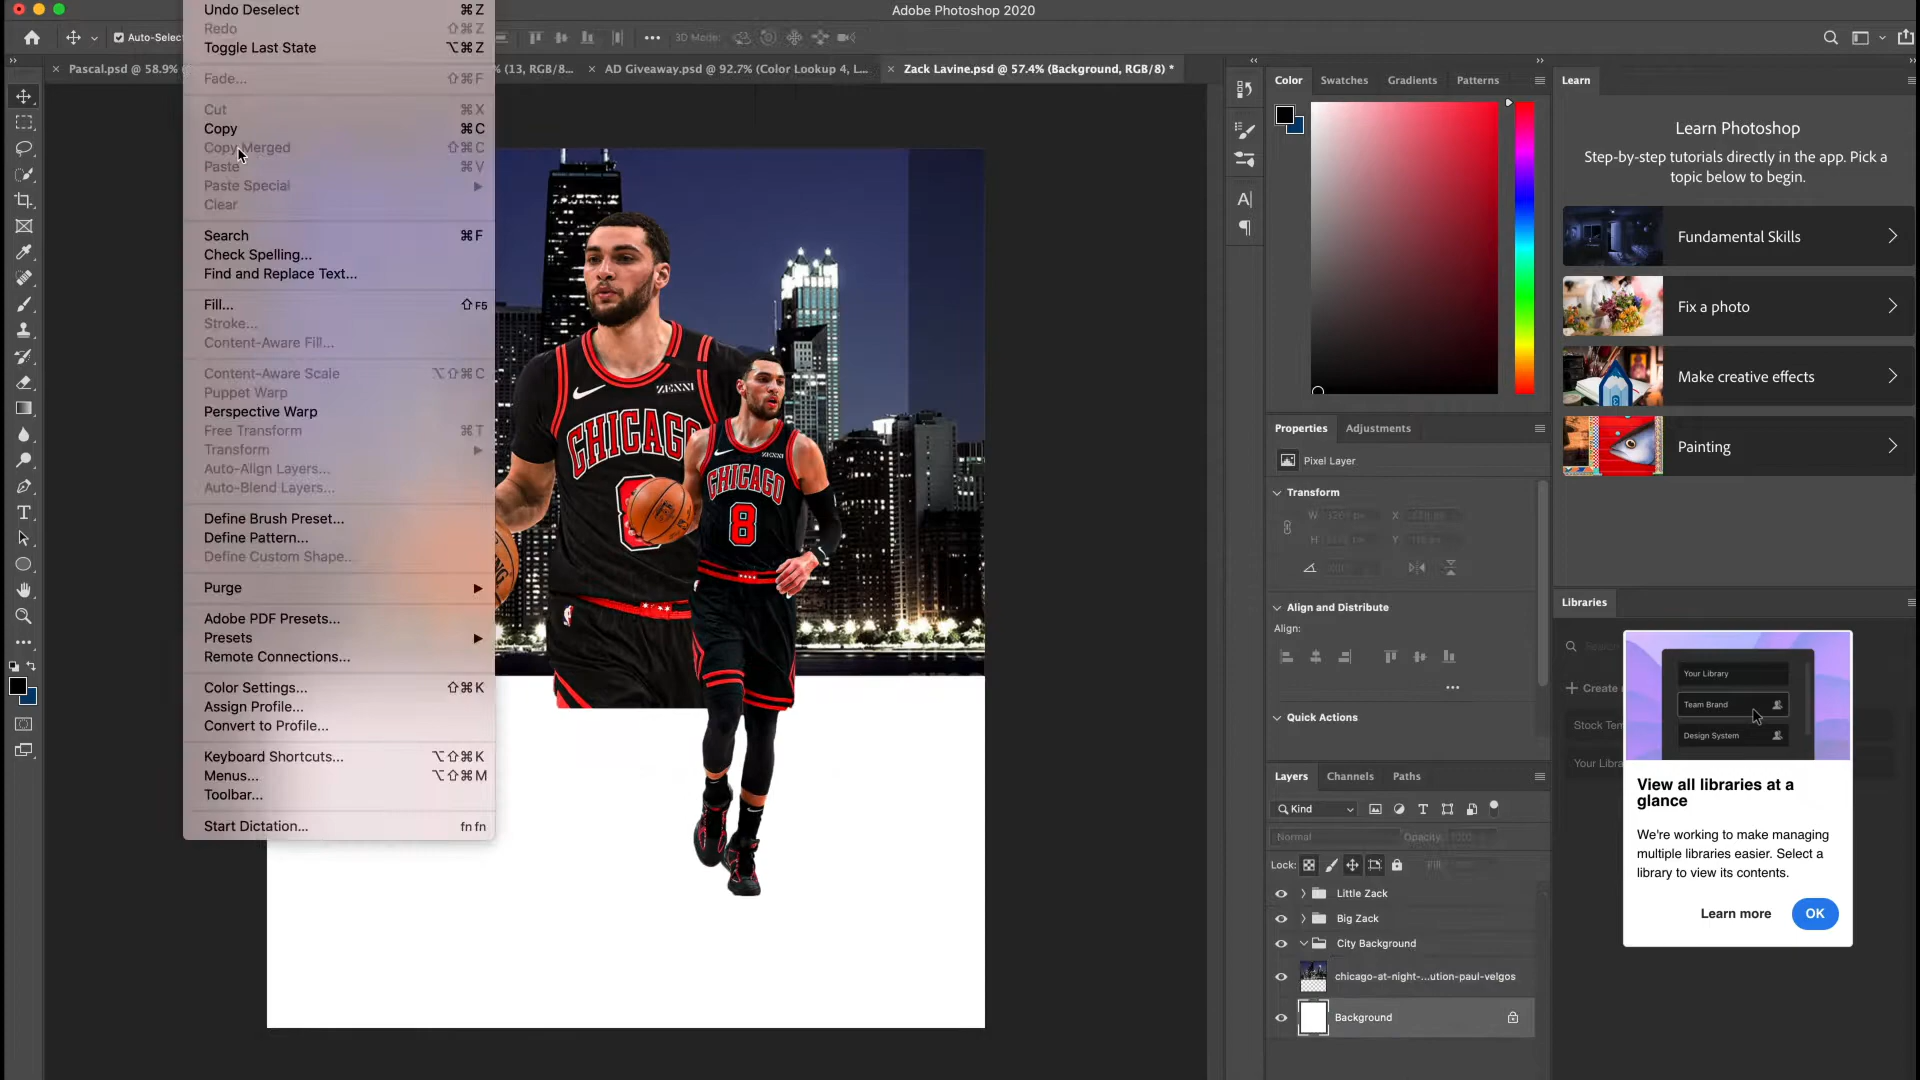 Adobe Photoshop 2020
Undo Deselect ⌘Z
Redo ⇧⌘Z
Toggle Last State ⌥⌘Z
Fade... ⇧⌘F
Cut ⌘X
Copy ⌘C
Copy Merged ⇧⌘C
Paste ⌘V
Paste Special
Clear
Search ⌘F
Check Spelling...
Find and Replace Text...
Fill... ⇧F5
Stroke...
Content-Aware Fill...
Content-Aware Scale ⌥⇧⌘C
Puppet Warp
Perspective Warp
Free Transform ⌘T
Transform
Auto-Align Layers...
Auto-Blend Layers...
Define Brush Preset...
Define Pattern...
Define Custom Shape...
Purge
Adobe PDF Presets...
Presets
Remote Connections...
Color Settings... ⇧⌘K
Assign Profile...
Convert to Profile...
Keyboard Shortcuts... ⌥⇧⌘K
Menus... ⌥⇧⌘M
Toolbar...
Start Dictation... fn fn
Auto-Select
3D Mode:
Pascal.psd @ 58.9%
% (13, RGB/8...
AD Giveaway.psd @ 92.7% (Color Lookup 4, L...
Zack Lavine.psd @ 57.4% (Background, RGB/8) *
ZENNI
CHICAGO
8
ZENNI
CHICAGO
8
Color Swatches Gradients Patterns
Properties Adjustments
Pixel Layer
Transform
W X
H Y
Align and Distribute
Align:
Quick Actions
Layers Channels Paths
Kind
Normal Opacity:
Lock: Fill:
Little Zack
Big Zack
City Background
chicago-at-night-...ution-paul-velgos
Background
Learn
Learn Photoshop
Step-by-step tutorials directly in the app. Pick a
topic below to begin.
Fundamental Skills
Fix a photo
Make creative effects
Painting
Libraries
Search
+ Create
Stock Tem
Your Libra
Your Library
Team Brand
Design System
View all libraries at a
glance
We're working to make managing
multiple libraries easier. Select a
library to view its contents.
Learn more OK